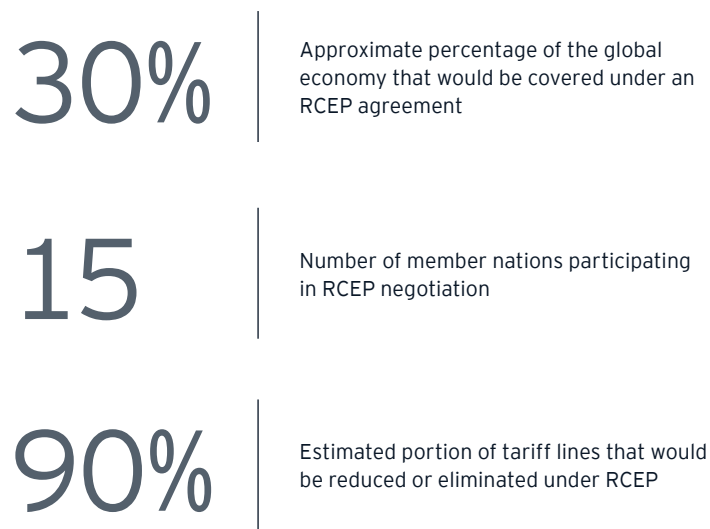 30%
Approximate percentage of the global
economy that would be covered under an
RCEP agreement
15
Number of member nations participating
in RCEP negotiation
90%
Estimated portion of tariff lines that would
be reduced or eliminated under RCEP